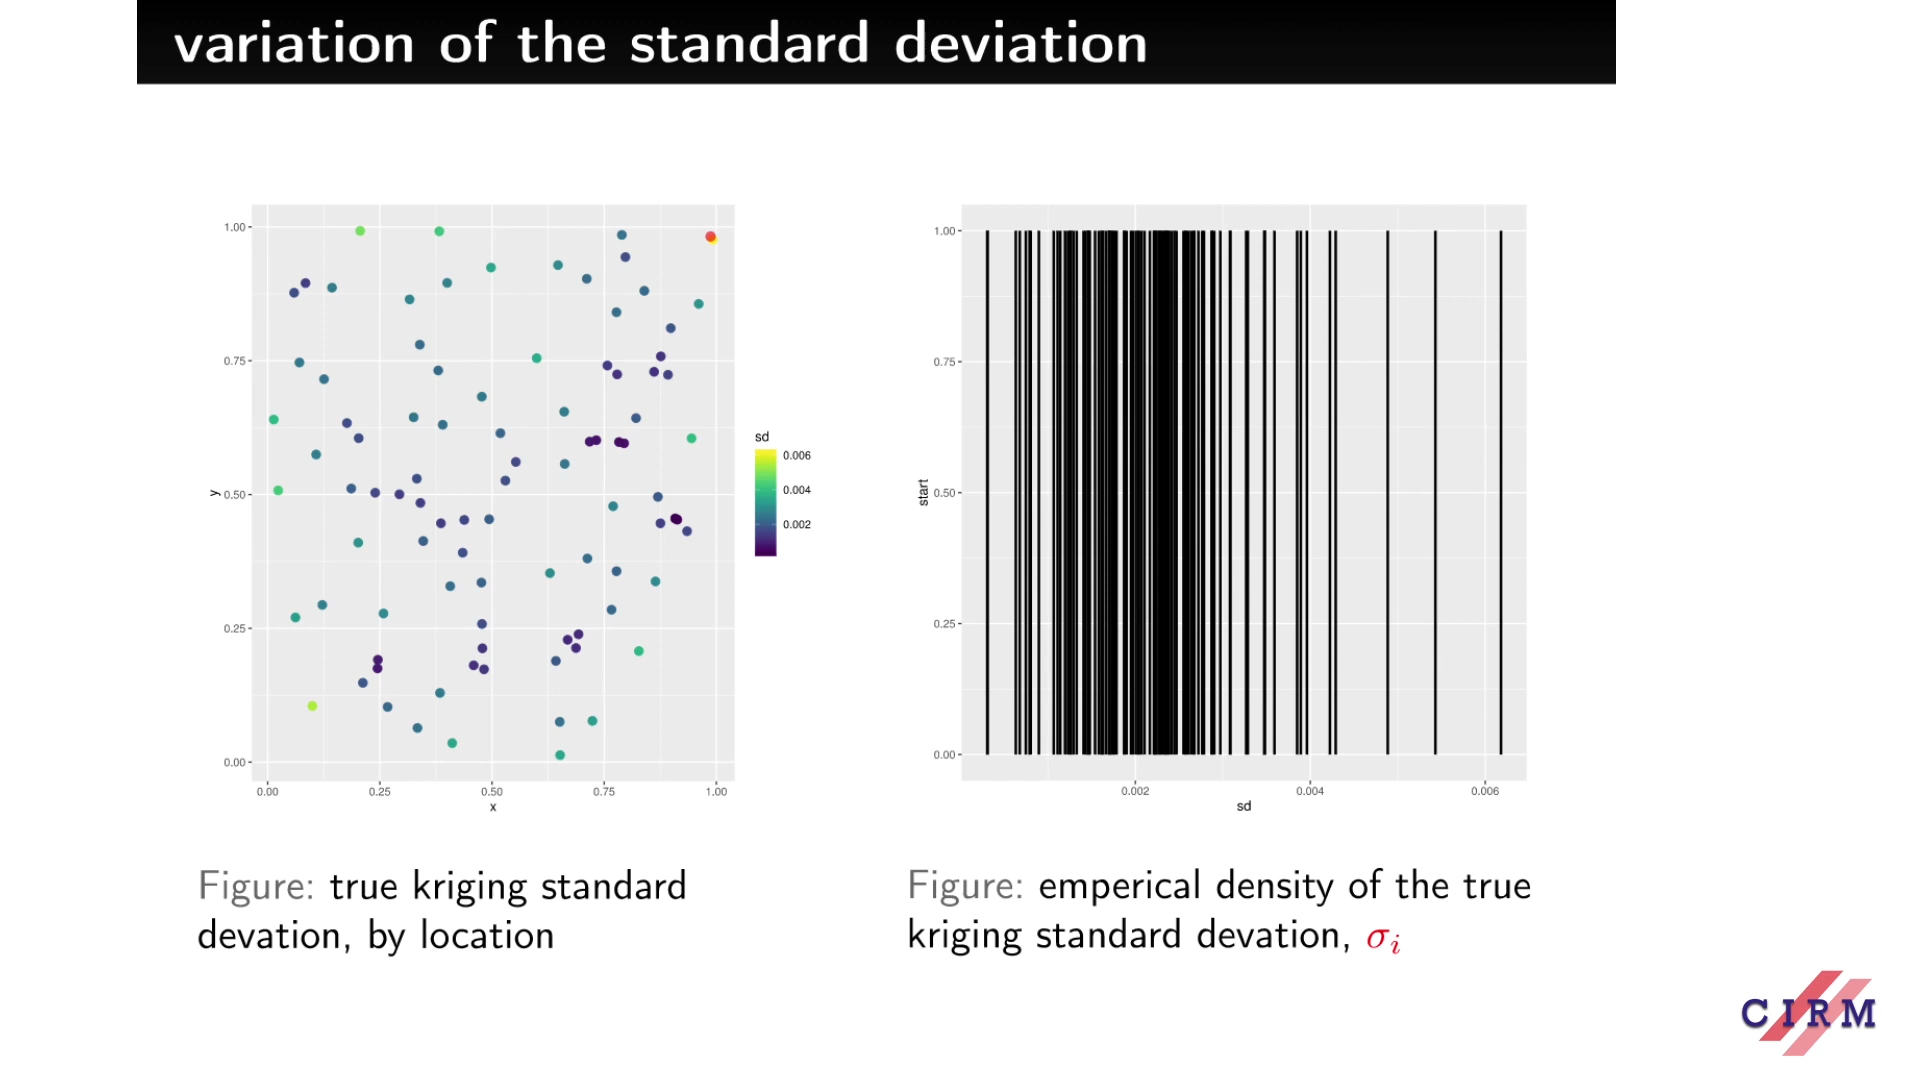 variation of the standard deviation
1.00
0.75
0.50
0.25
0.00
y
0.00 0.25 0.50 0.75 1.00
x
sd
0.006
0.004
0.002
1.00
0.75
0.50
0.25
0.00
start
0.002 0.004 0.006
sd
Figure: true kriging standard
devation, by location
Figure: emperical density of the true
kriging standard devation, σᵢ
CIRM